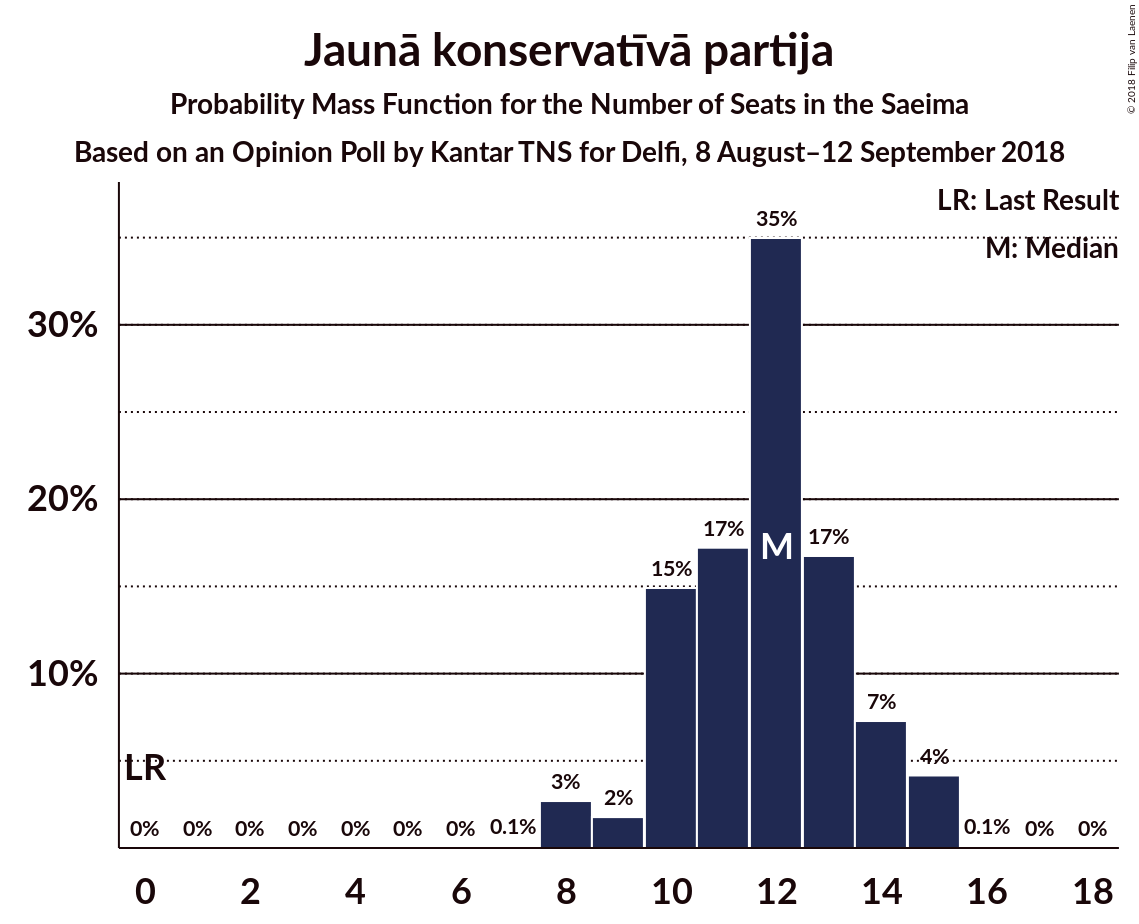 Jaunā konservatīvā partija
Probability Mass Function for the Number of Seats in the Saeima
Based on an Opinion Poll by Kantar TNS for Delfi, 8 August–12 September 2018
© 2018 Filip van Laenen
LR: Last Result
M: Median
35%
30%
20%
17%
M
17%
15%
10%
7%
LR
4%
3%
2%
0% 0% 0% 0% 0% 0% 0% 0.1% 0.1% 0% 0%
0 2 4 6 8 10 12 14 16 18